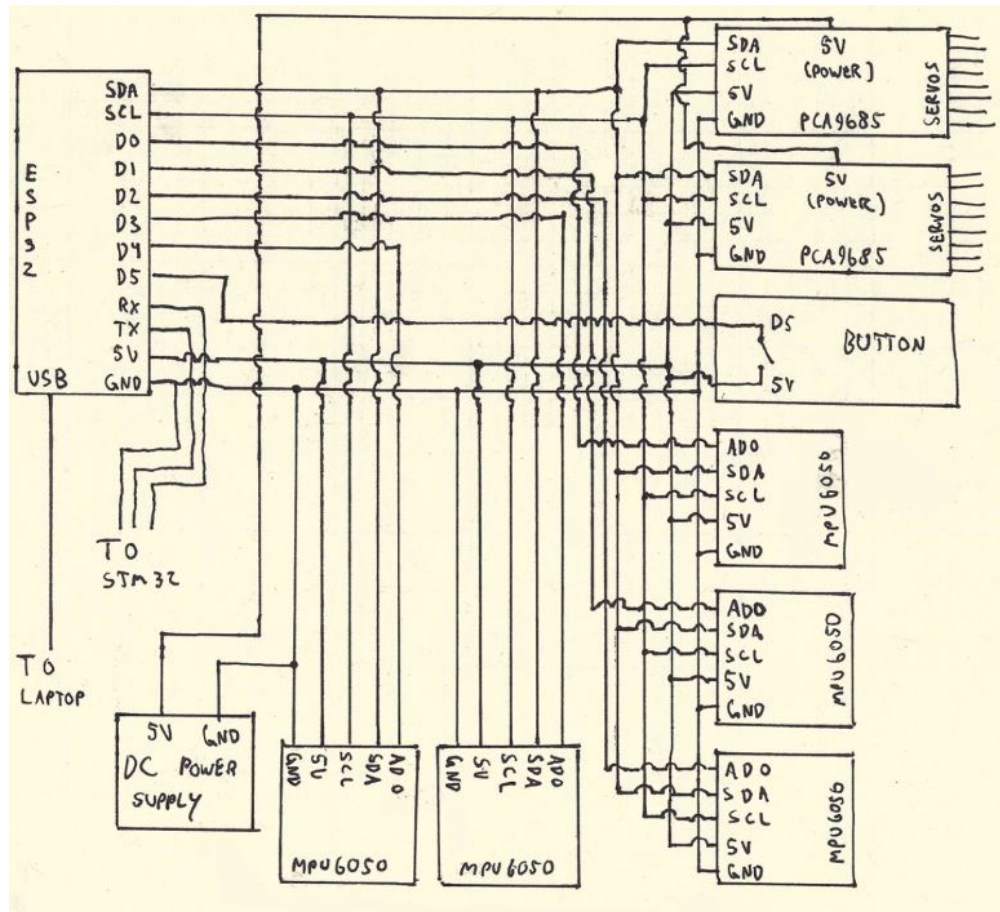 ESP32
SDA
SCL
D0
D1
D2
D3
D4
D5
RX
TX
5V
GND
USB
TO
STM32
TO
LAPTOP
5V GND
DC POWER
SUPPLY
GND
5V
SCL
SDA
AD0
MPU6050
GND
5V
SCL
SDA
AD0
MPU6050
SDA
SCL
5V
GND
5V
(POWER)
PCA9685
SERVOS
SDA
SCL
5V
GND
5V
(POWER)
PCA9685
SERVOS
D5
5V
BUTTON
AD0
SDA
SCL
5V
GND
MPU6050
AD0
SDA
SCL
5V
GND
MPU6050
AD0
SDA
SCL
5V
GND
MPU6050